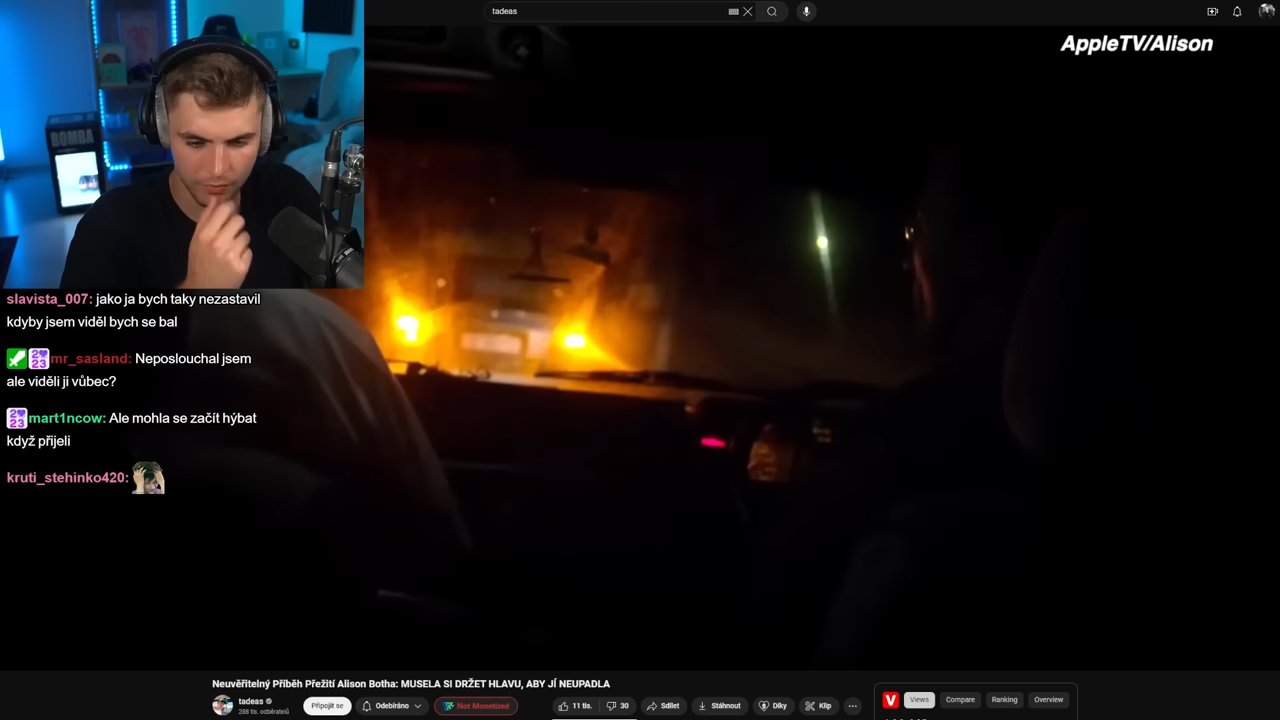 tadeas
AppleTV/Alison
BOMBA
slavista_007: jako ja bych taky nezastavil
kdyby jsem viděl bych se bal
mr_sasland: Neposlouchal jsem
ale viděli ji vůbec?
mart1ncow: Ale mohla se začít hýbat
když přijeli
kruti_stehinko420:
Neuvěřitelný Příběh Přežití Alison Botha: MUSELA SI DRŽET HLAVU, ABY JÍ NEUPADLA
tadeas
288 tis. odběratelů
Připojit se
Odebíráno
Not Monetized
11 tis.
30
Sdílet
Stáhnout
Díky
Klip
Views
Compare
Ranking
Overview